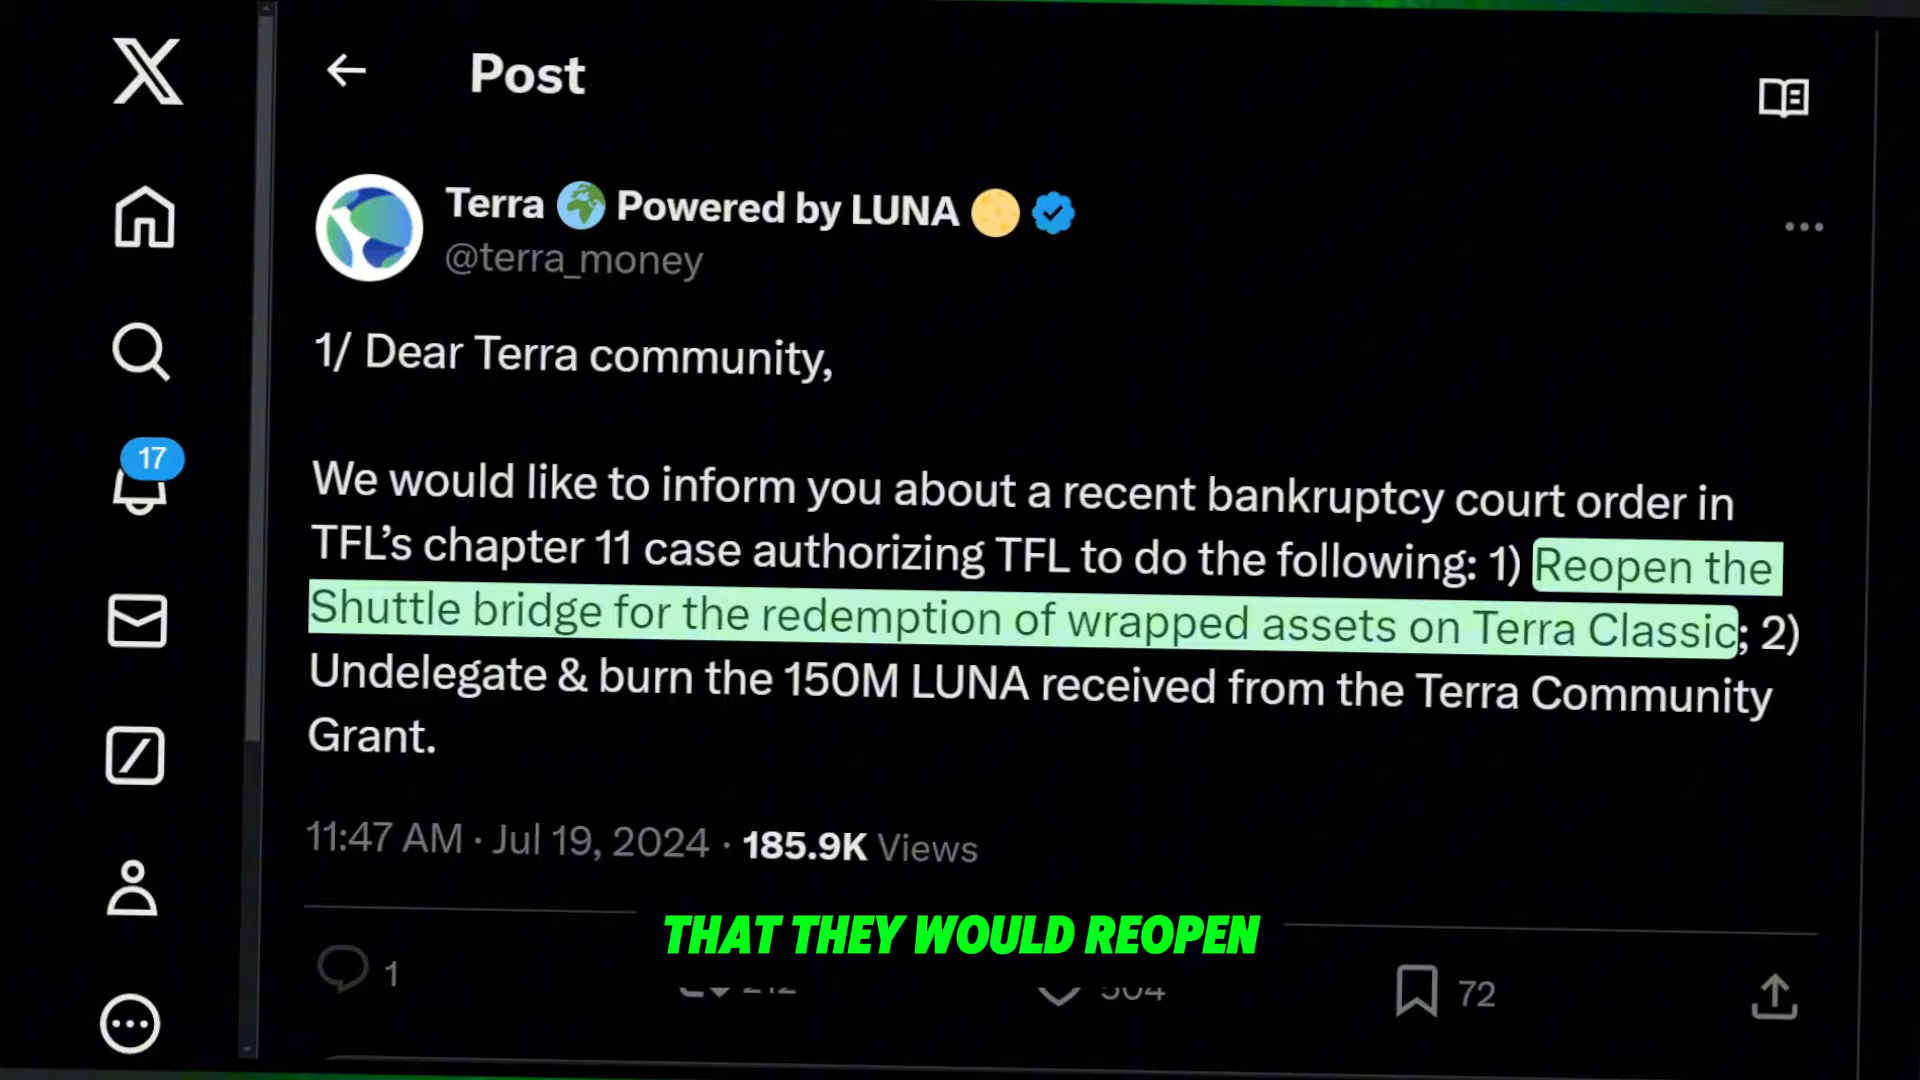 Post
Terra 🌍 Powered by LUNA 🌕
@terra_money
1/ Dear Terra community,
17
We would like to inform you about a recent bankruptcy court order in
TFL’s chapter 11 case authorizing TFL to do the following: 1) Reopen the
Shuttle bridge for the redemption of wrapped assets on Terra Classic; 2)
Undelegate & burn the 150M LUNA received from the Terra Community
Grant.
11:47 AM · Jul 19, 2024 · 185.9K Views
THAT THEY WOULD REOPEN
1
212
504
72